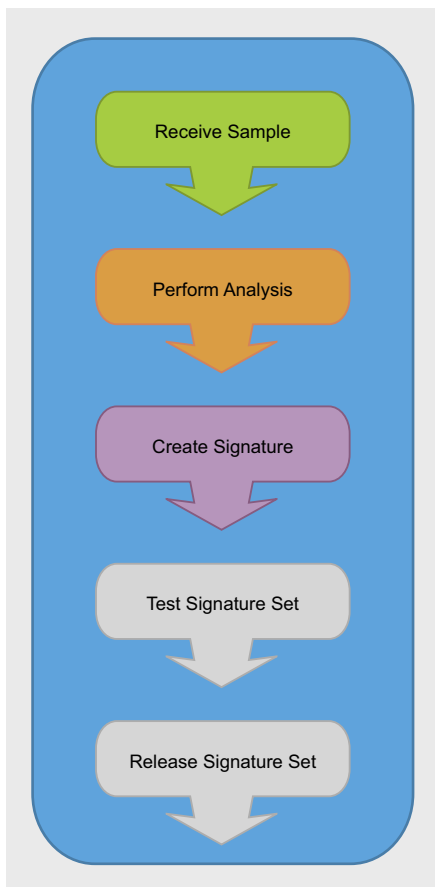 Receive Sample
Perform Analysis
Create Signature
Test Signature Set
Release Signature Set